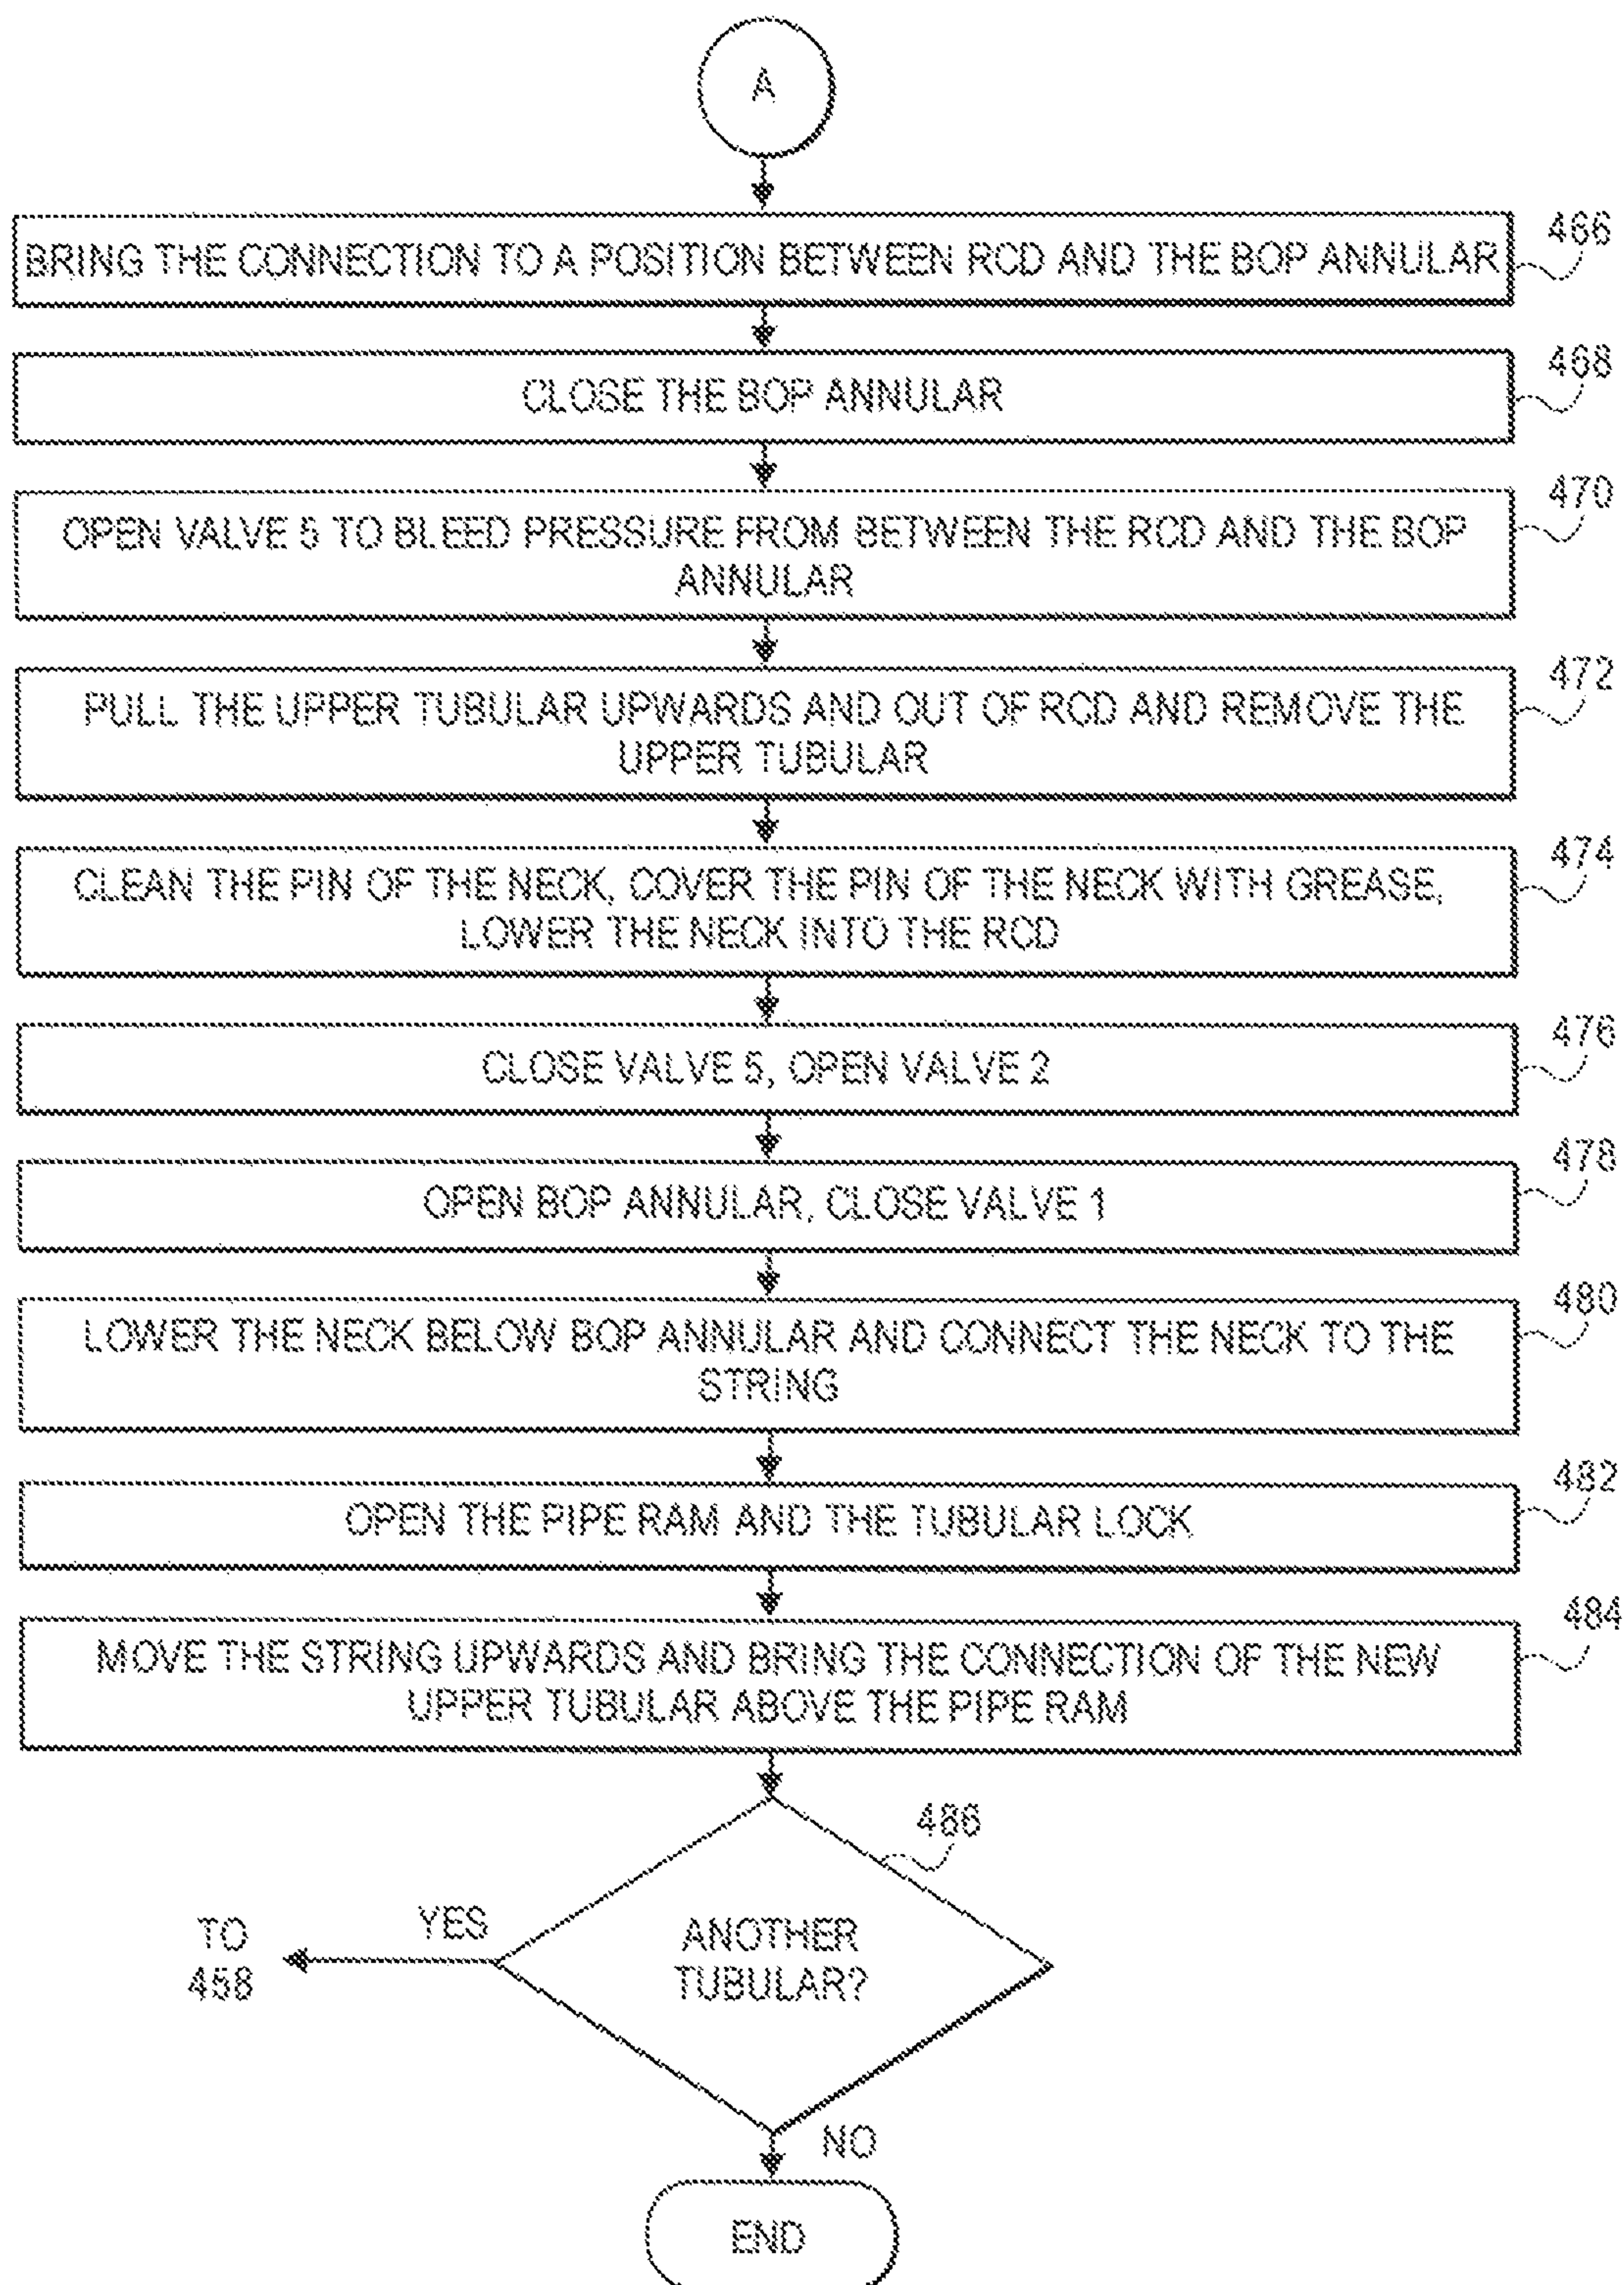 A
BRING THE CONNECTION TO A POSITION BETWEEN RCD AND THE BOP ANNULAR
466
CLOSE THE BOP ANNULAR
468
OPEN VALVE 5 TO BLEED PRESSURE FROM BETWEEN THE RCD AND THE BOP
ANNULAR
470
PULL THE UPPER TUBULAR UPWARDS AND OUT OF RCD AND REMOVE THE
UPPER TUBULAR
472
CLEAN THE PIN OF THE NECK, COVER THE PIN OF THE NECK WITH GREASE,
LOWER THE NECK INTO THE RCD
474
CLOSE VALVE 5, OPEN VALVE 2
476
OPEN BOP ANNULAR, CLOSE VALVE 1
478
LOWER THE NECK BELOW BOP ANNULAR AND CONNECT THE NECK TO THE
STRING
480
OPEN THE PIPE RAM AND THE TUBULAR LOCK
482
MOVE THE STRING UPWARDS AND BRING THE CONNECTION OF THE NEW
UPPER TUBULAR ABOVE THE PIPE RAM
484
486
ANOTHER
TUBULAR?
YES
TO
458
NO
END